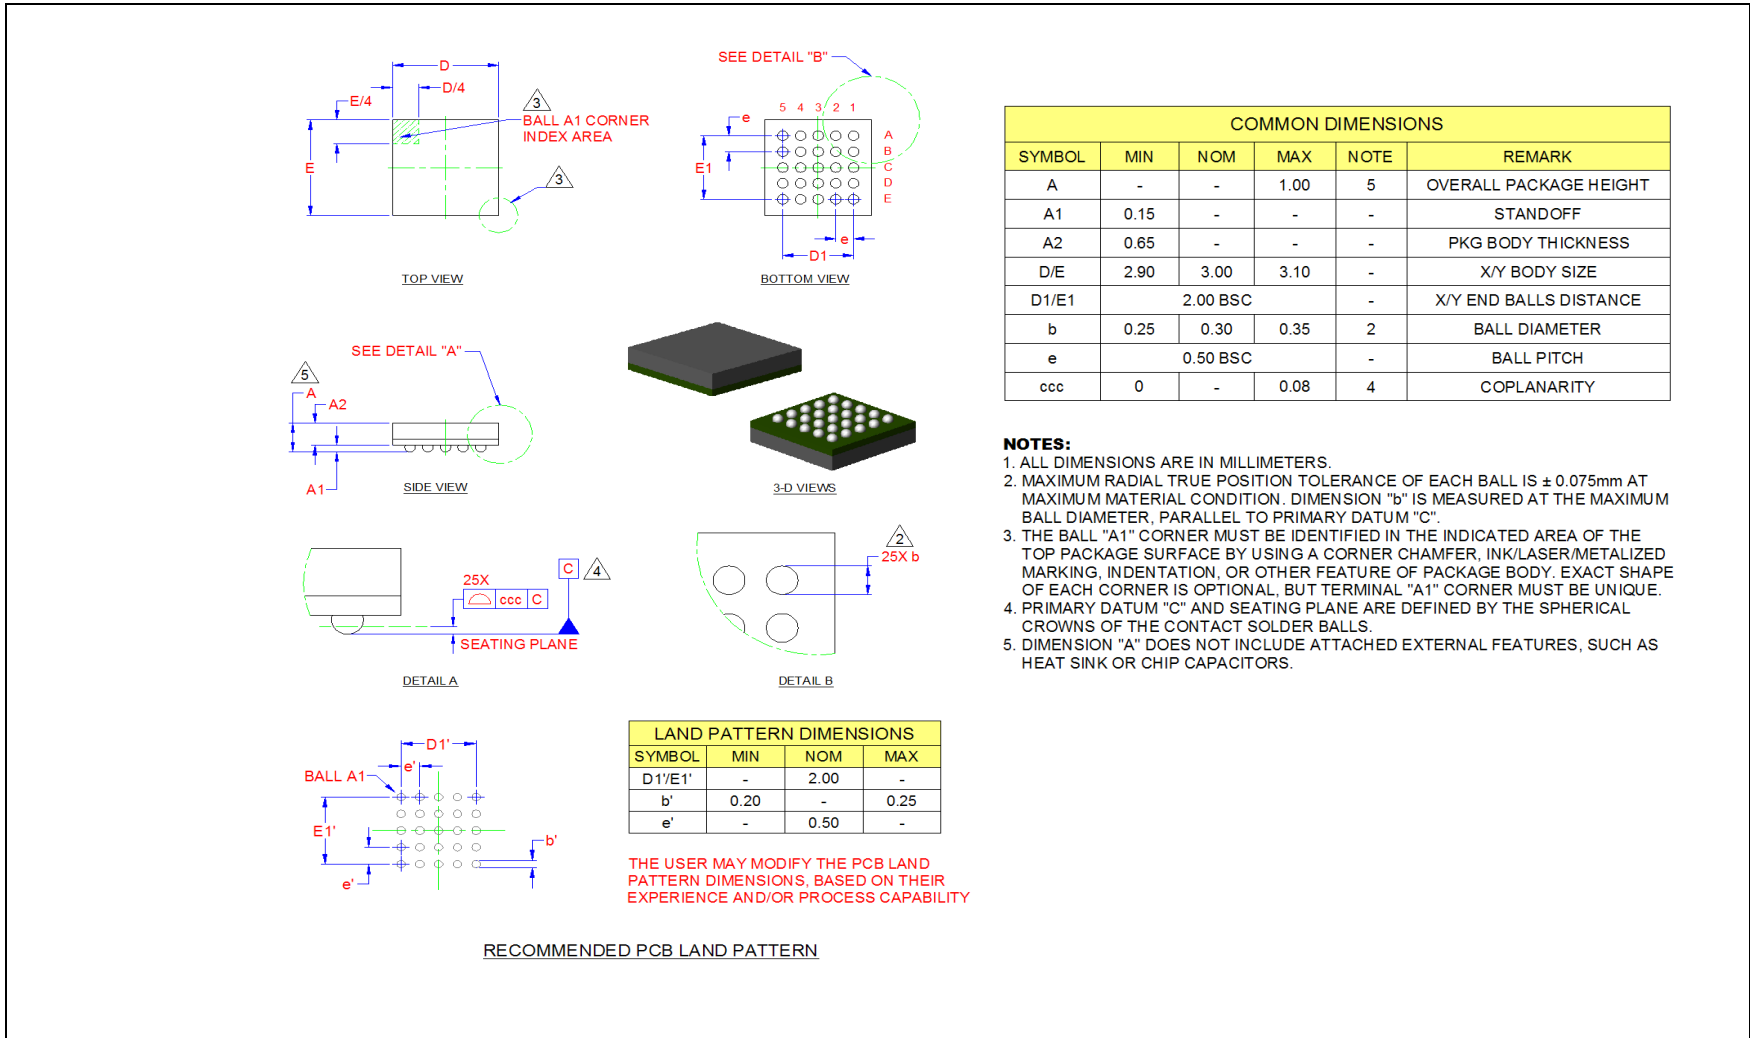 D
D/4
E/4
3
BALL A1 CORNER
INDEX AREA
E
3
TOP VIEW
SEE DETAIL "B"
5 4 3 2 1
e
A
B
C
D
E
E1
e
D1
BOTTOM VIEW
SEE DETAIL "A"
5
A
A2
A1
SIDE VIEW
3-D VIEWS
25X
ccc C
C
4
SEATING PLANE
DETAIL A
2
25X b
DETAIL B
D1'
e'
BALL A1
E1'
b'
e'
LAND PATTERN DIMENSIONS
SYMBOL MIN NOM MAX
D1'/E1' - 2.00 -
b' 0.20 - 0.25
e' - 0.50 -
THE USER MAY MODIFY THE PCB LAND
PATTERN DIMENSIONS, BASED ON THEIR
EXPERIENCE AND/OR PROCESS CAPABILITY
RECOMMENDED PCB LAND PATTERN
COMMON DIMENSIONS
SYMBOL MIN NOM MAX NOTE REMARK
A - - 1.00 5 OVERALL PACKAGE HEIGHT
A1 0.15 - - - STANDOFF
A2 0.65 - - - PKG BODY THICKNESS
D/E 2.90 3.00 3.10 - X/Y BODY SIZE
D1/E1 2.00 BSC - X/Y END BALLS DISTANCE
b 0.25 0.30 0.35 2 BALL DIAMETER
e 0.50 BSC - BALL PITCH
ccc 0 - 0.08 4 COPLANARITY
NOTES:
1. ALL DIMENSIONS ARE IN MILLIMETERS.
2. MAXIMUM RADIAL TRUE POSITION TOLERANCE OF EACH BALL IS ± 0.075mm AT
MAXIMUM MATERIAL CONDITION. DIMENSION "b" IS MEASURED AT THE MAXIMUM
BALL DIAMETER, PARALLEL TO PRIMARY DATUM "C".
3. THE BALL "A1" CORNER MUST BE IDENTIFIED IN THE INDICATED AREA OF THE
TOP PACKAGE SURFACE BY USING A CORNER CHAMFER, INK/LASER/METALIZED
MARKING, INDENTATION, OR OTHER FEATURE OF PACKAGE BODY. EXACT SHAPE
OF EACH CORNER IS OPTIONAL, BUT TERMINAL "A1" CORNER MUST BE UNIQUE.
4. PRIMARY DATUM "C" AND SEATING PLANE ARE DEFINED BY THE SPHERICAL
CROWNS OF THE CONTACT SOLDER BALLS.
5. DIMENSION "A" DOES NOT INCLUDE ATTACHED EXTERNAL FEATURES, SUCH AS
HEAT SINK OR CHIP CAPACITORS.